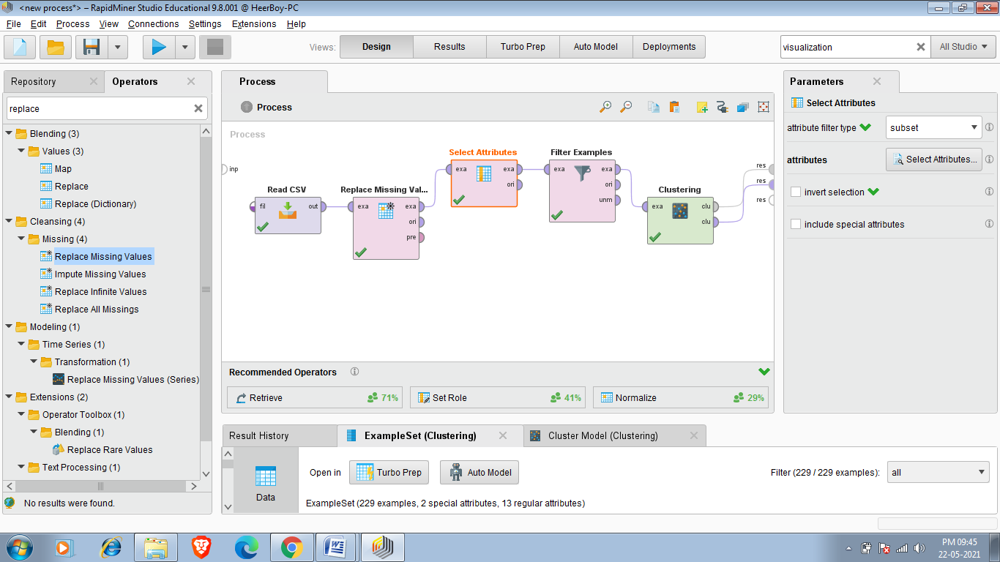 <new process*> – RapidMiner Studio Educational 9.8.001 @ HeerBoy-PC
File Edit Process View Connections Settings Extensions Help
Views: Design Results Turbo Prep Auto Model Deployments visualization All Studio
Repository Operators
replace
Blending (3)
Values (3)
Map
Replace
Replace (Dictionary)
Cleansing (4)
Missing (4)
Replace Missing Values
Impute Missing Values
Replace Infinite Values
Replace All Missings
Modeling (1)
Time Series (1)
Transformation (1)
Replace Missing Values (Series)
Extensions (2)
Operator Toolbox (1)
Blending (1)
Replace Rare Values
Text Processing (1)
No results were found.
Process
Process
Process
inp
Read CSV
fil out
Replace Missing Val...
exa exa
ori
pre
Select Attributes
exa exa
ori
Filter Examples
exa exa
ori
unm
Clustering
exa clu
clu
res
res
res
Recommended Operators
Retrieve 71% Set Role 41% Normalize 29%
Parameters
Select Attributes
attribute filter type subset
attributes Select Attributes...
invert selection
include special attributes
Result History ExampleSet (Clustering) Cluster Model (Clustering)
Data
Open in Turbo Prep Auto Model Filter (229 / 229 examples): all
ExampleSet (229 examples, 2 special attributes, 13 regular attributes)
PM 09:45
22-05-2021